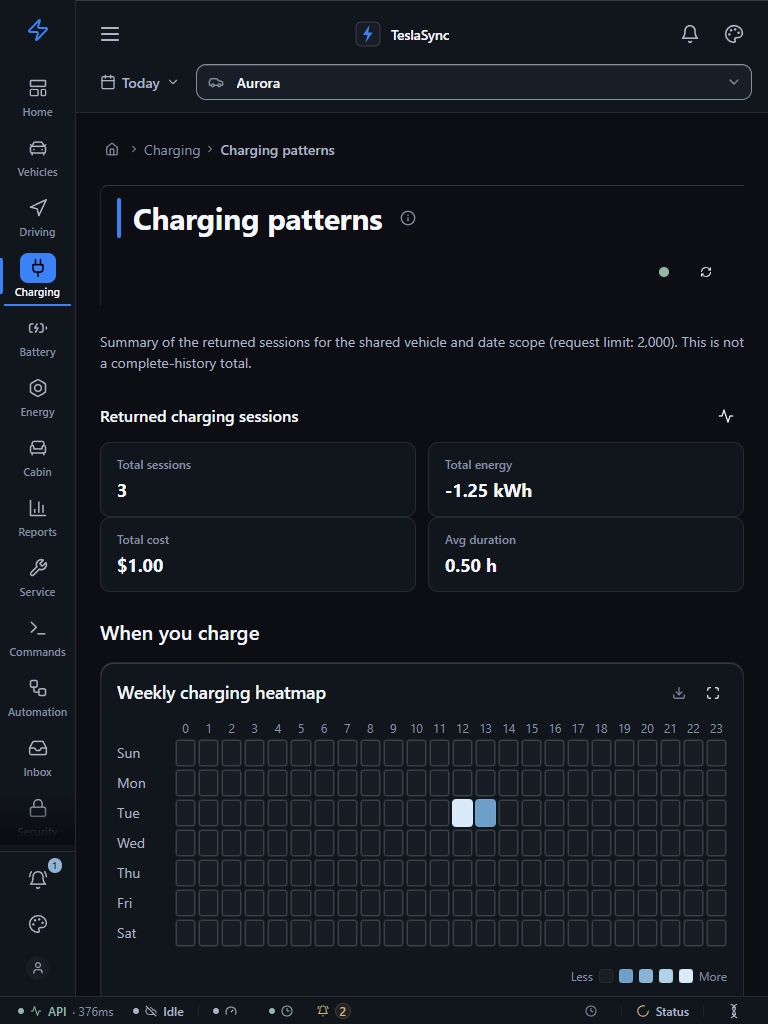 TeslaSync
Today
Aurora
Home
Vehicles
Driving
Charging
Battery
Energy
Cabin
Reports
Service
Commands
Automation
Inbox
Security
1
Charging
Charging patterns
Charging patterns
Summary of the returned sessions for the shared vehicle and date scope (request limit: 2,000). This is not
a complete-history total.
Returned charging sessions
Total sessions
3
Total energy
-1.25 kWh
Total cost
$1.00
Avg duration
0.50 h
When you charge
Weekly charging heatmap
0 1 2 3 4 5 6 7 8 9 10 11 12 13 14 15 16 17 18 19 20 21 22 23
Sun
Mon
Tue
Wed
Thu
Fri
Sat
Less More
API · 376ms
Idle
2
Status